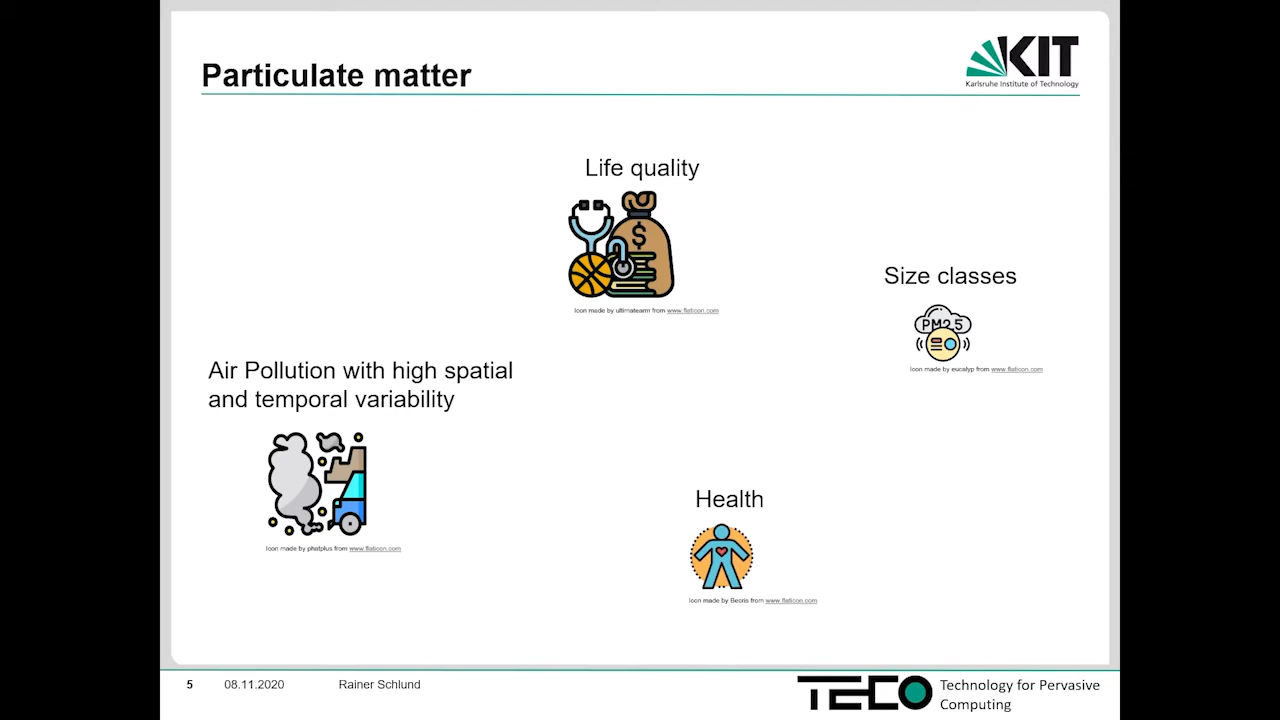 Particulate matter
KIT
Karlsruhe Institute of Technology
Life quality
$
Icon made by ultimatearm from www.flaticon.com
Size classes
PM2.5
Icon made by eucalyp from www.flaticon.com
Air Pollution with high spatial
and temporal variability
Icon made by phatplus from www.flaticon.com
Health
Icon made by Becris from www.flaticon.com
5 08.11.2020 Rainer Schlund
TECO
Technology for Pervasive
Computing